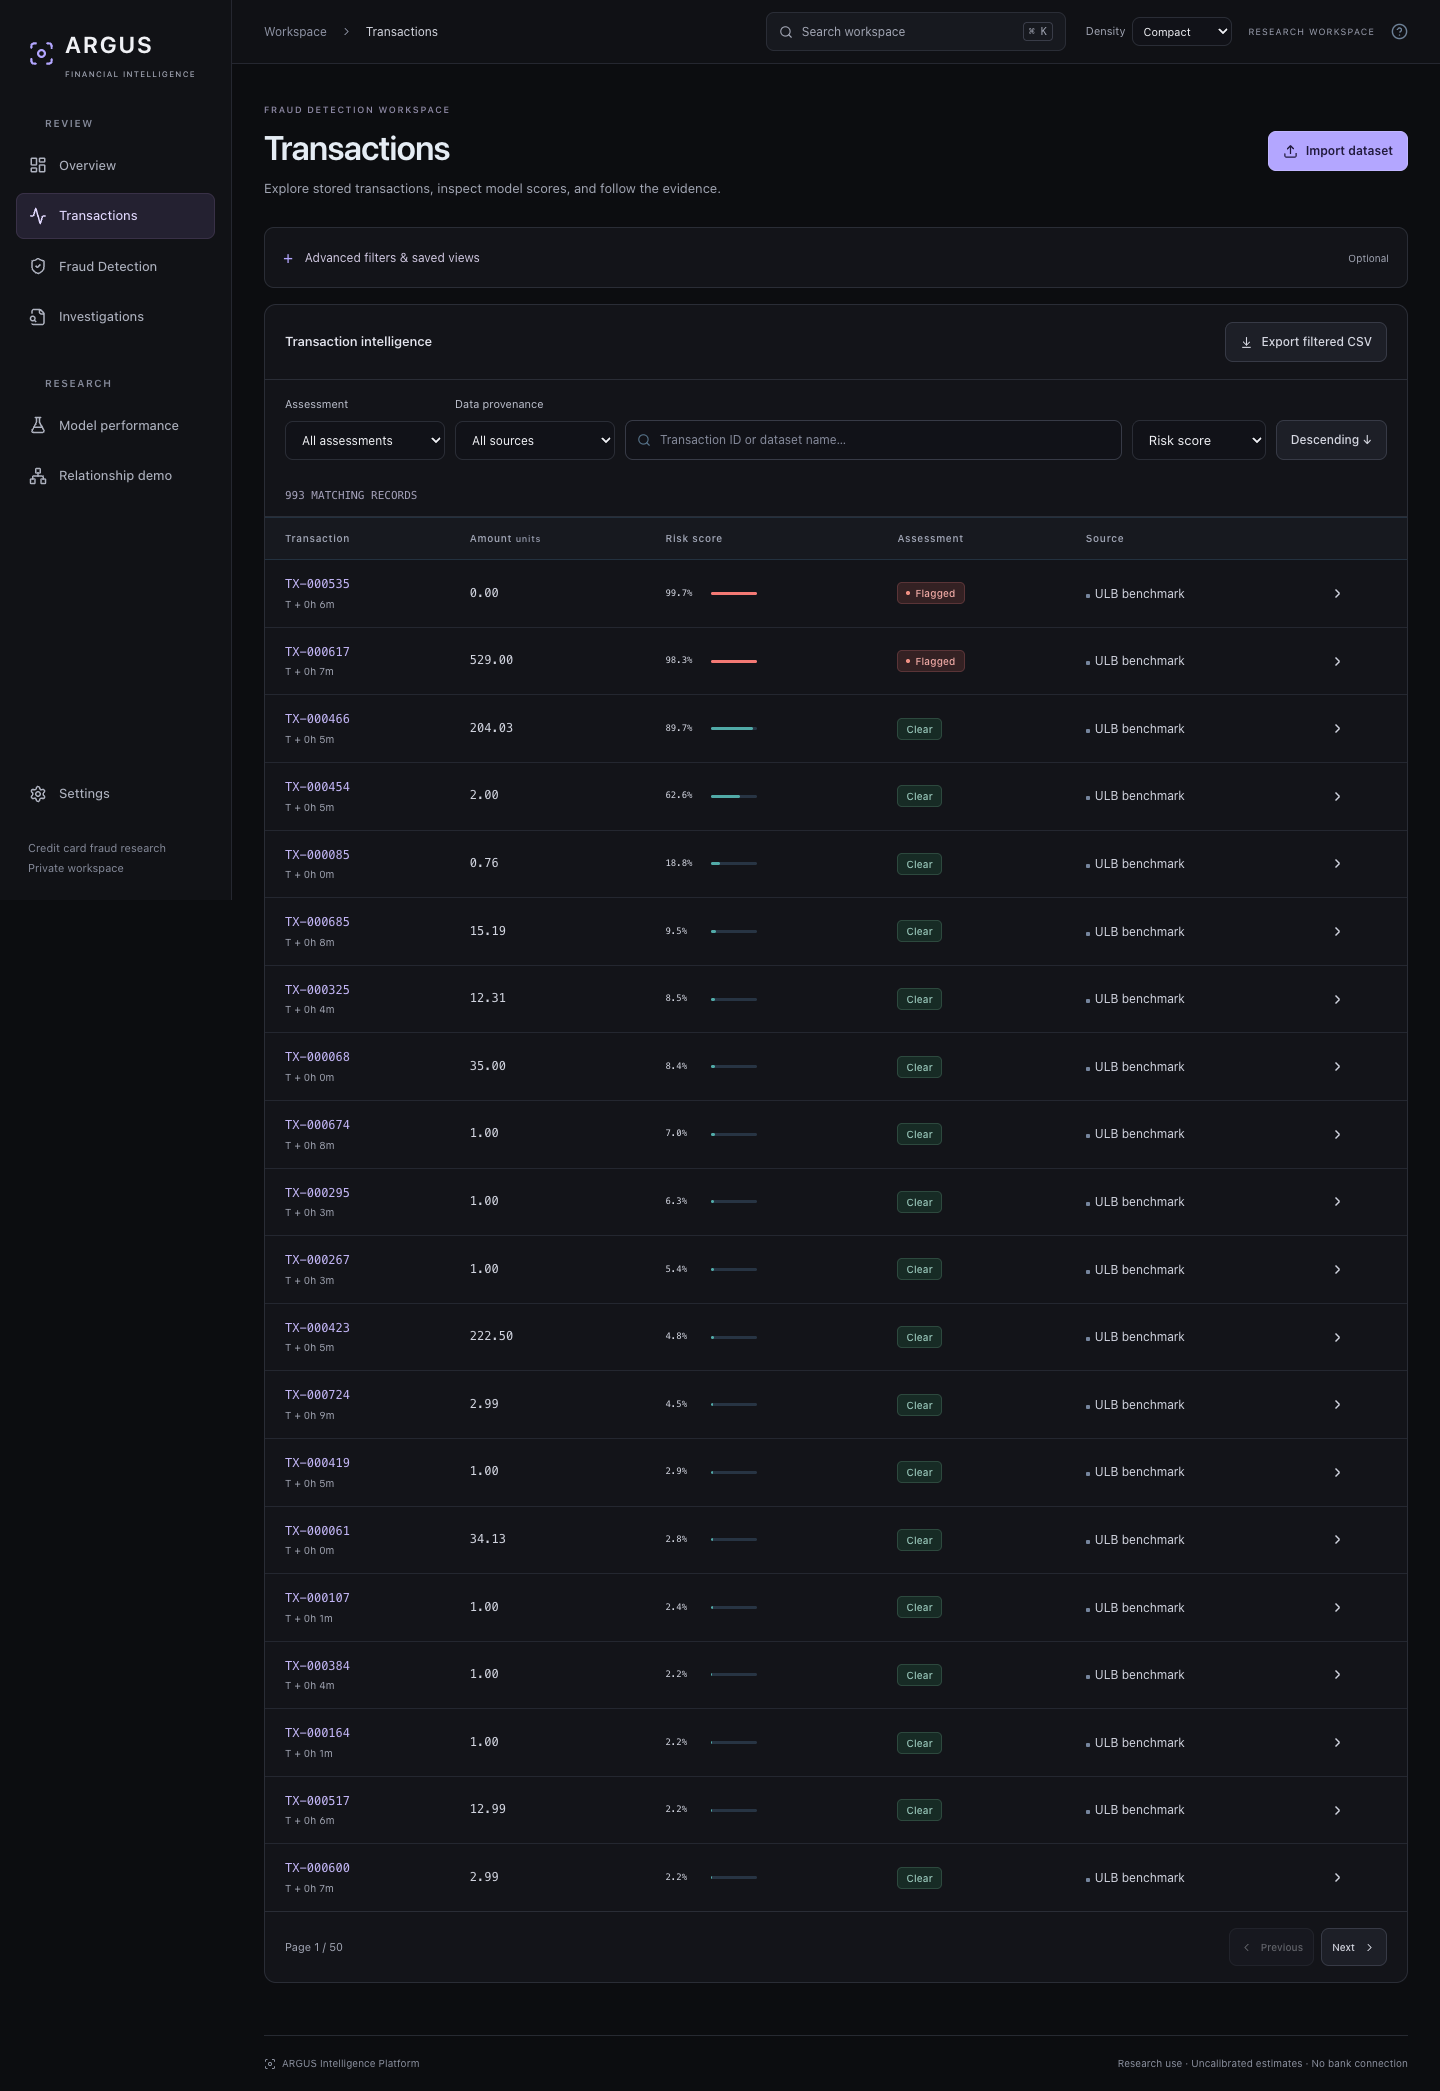 ARGUS
FINANCIAL INTELLIGENCE
REVIEW
Overview
Transactions
Fraud Detection
Investigations
RESEARCH
Model performance
Relationship demo
Settings
Credit card fraud research
Private workspace
Workspace > Transactions
Search workspace ⌘ K
Density Compact
RESEARCH WORKSPACE
FRAUD DETECTION WORKSPACE
Transactions
Explore stored transactions, inspect model scores, and follow the evidence.
Import dataset
+ Advanced filters & saved views Optional
Transaction intelligence
Export filtered CSV
Assessment Data provenance
All assessments All sources Transaction ID or dataset name... Risk score Descending ↓
993 MATCHING RECORDS
Transaction Amount units Risk score Assessment Source
TX-000535 0.00 99.7% Flagged ULB benchmark
T + 0h 6m
TX-000617 529.00 98.3% Flagged ULB benchmark
T + 0h 7m
TX-000466 204.03 89.7% Clear ULB benchmark
T + 0h 5m
TX-000454 2.00 62.6% Clear ULB benchmark
T + 0h 5m
TX-000085 0.76 18.8% Clear ULB benchmark
T + 0h 0m
TX-000685 15.19 9.5% Clear ULB benchmark
T + 0h 8m
TX-000325 12.31 8.5% Clear ULB benchmark
T + 0h 4m
TX-000068 35.00 8.4% Clear ULB benchmark
T + 0h 0m
TX-000674 1.00 7.0% Clear ULB benchmark
T + 0h 8m
TX-000295 1.00 6.3% Clear ULB benchmark
T + 0h 3m
TX-000267 1.00 5.4% Clear ULB benchmark
T + 0h 3m
TX-000423 222.50 4.8% Clear ULB benchmark
T + 0h 5m
TX-000724 2.99 4.5% Clear ULB benchmark
T + 0h 9m
TX-000419 1.00 2.9% Clear ULB benchmark
T + 0h 5m
TX-000061 34.13 2.8% Clear ULB benchmark
T + 0h 0m
TX-000107 1.00 2.4% Clear ULB benchmark
T + 0h 1m
TX-000384 1.00 2.2% Clear ULB benchmark
T + 0h 4m
TX-000164 1.00 2.2% Clear ULB benchmark
T + 0h 1m
TX-000517 12.99 2.2% Clear ULB benchmark
T + 0h 6m
TX-000600 2.99 2.2% Clear ULB benchmark
T + 0h 7m
Page 1 / 50 Previous Next
ARGUS Intelligence Platform
Research use · Uncalibrated estimates · No bank connection